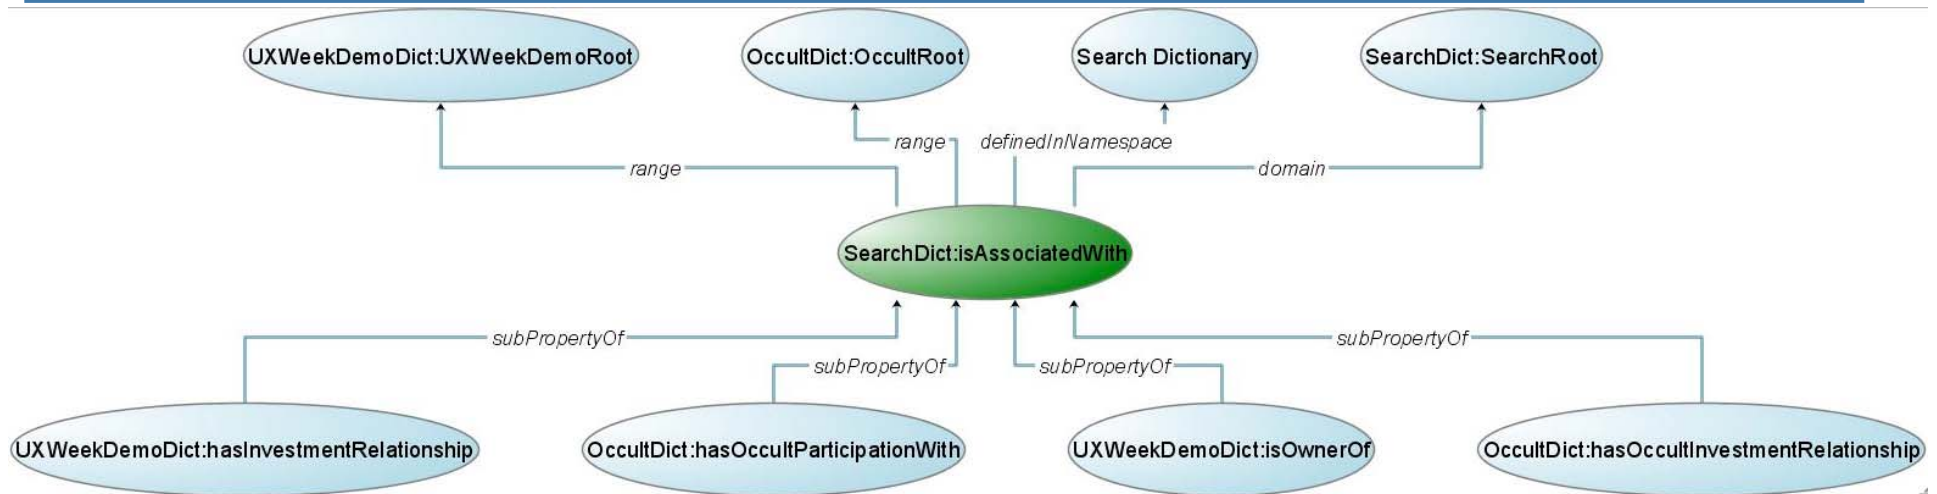 UXWeekDemoDict:UXWeekDemoRoot
OccultDict:OccultRoot
Search Dictionary
SearchDict:SearchRoot
range
definedInNamespace
range
domain
SearchDict:isAssociatedWith
subPropertyOf
subPropertyOf
subPropertyOf
subPropertyOf
UXWeekDemoDict:hasInvestmentRelationship
OccultDict:hasOccultParticipationWith
UXWeekDemoDict:isOwnerOf
OccultDict:hasOccultInvestmentRelationship